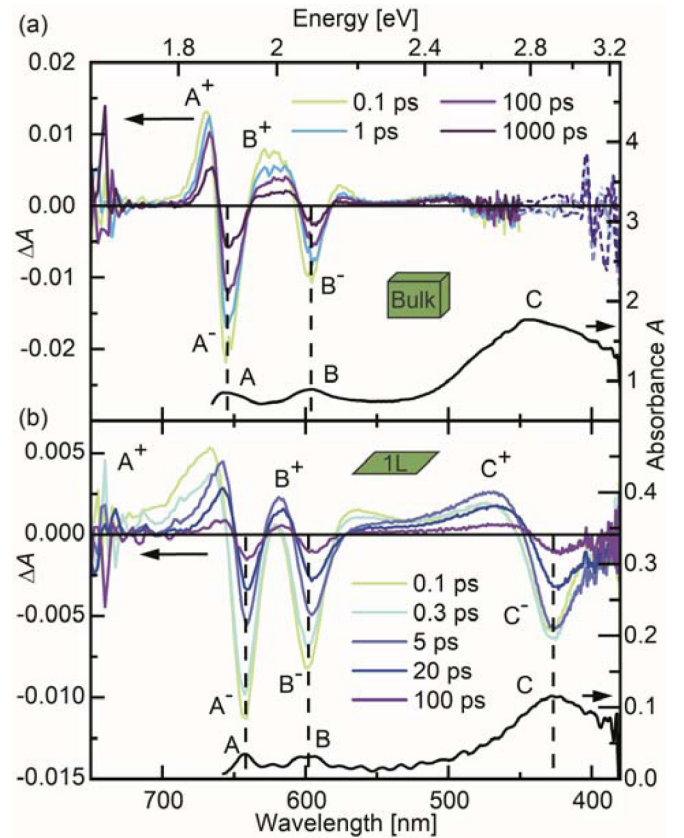 Energy [eV]
1.8 2.1 2.4 2.7 3.2
(a)
0.02
0.01
0.00
-0.01
-0.02
ΔA
A⁺
B⁺
0.1 ps
1 ps
100 ps
1000 ps
A⁻
B⁻
Bulk
A
B
C
4
3
2
1
Absorbance A
(b)
0.005
0.000
-0.005
-0.010
-0.015
ΔA
A⁺
B⁺
1L
C⁺
0.1 ps
0.3 ps
5 ps
20 ps
100 ps
A⁻
B⁻
C⁻
A
B
C
0.4
0.3
0.2
0.1
0.0
700 600 500 400
Wavelength [nm]